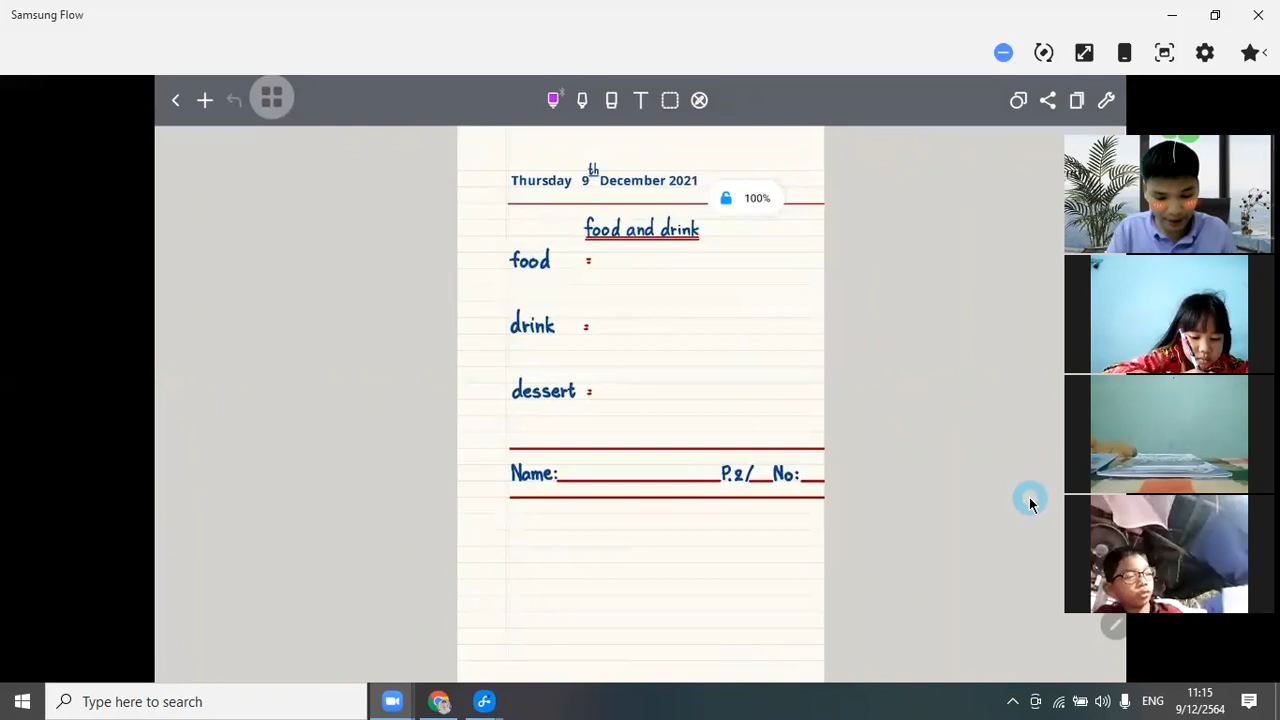 Samsung Flow
Thursday 9th December 2021
100%
food and drink
food =
drink =
dessert =
Name: P.2/ No:
Type here to search
ENG
11:15
9/12/2564